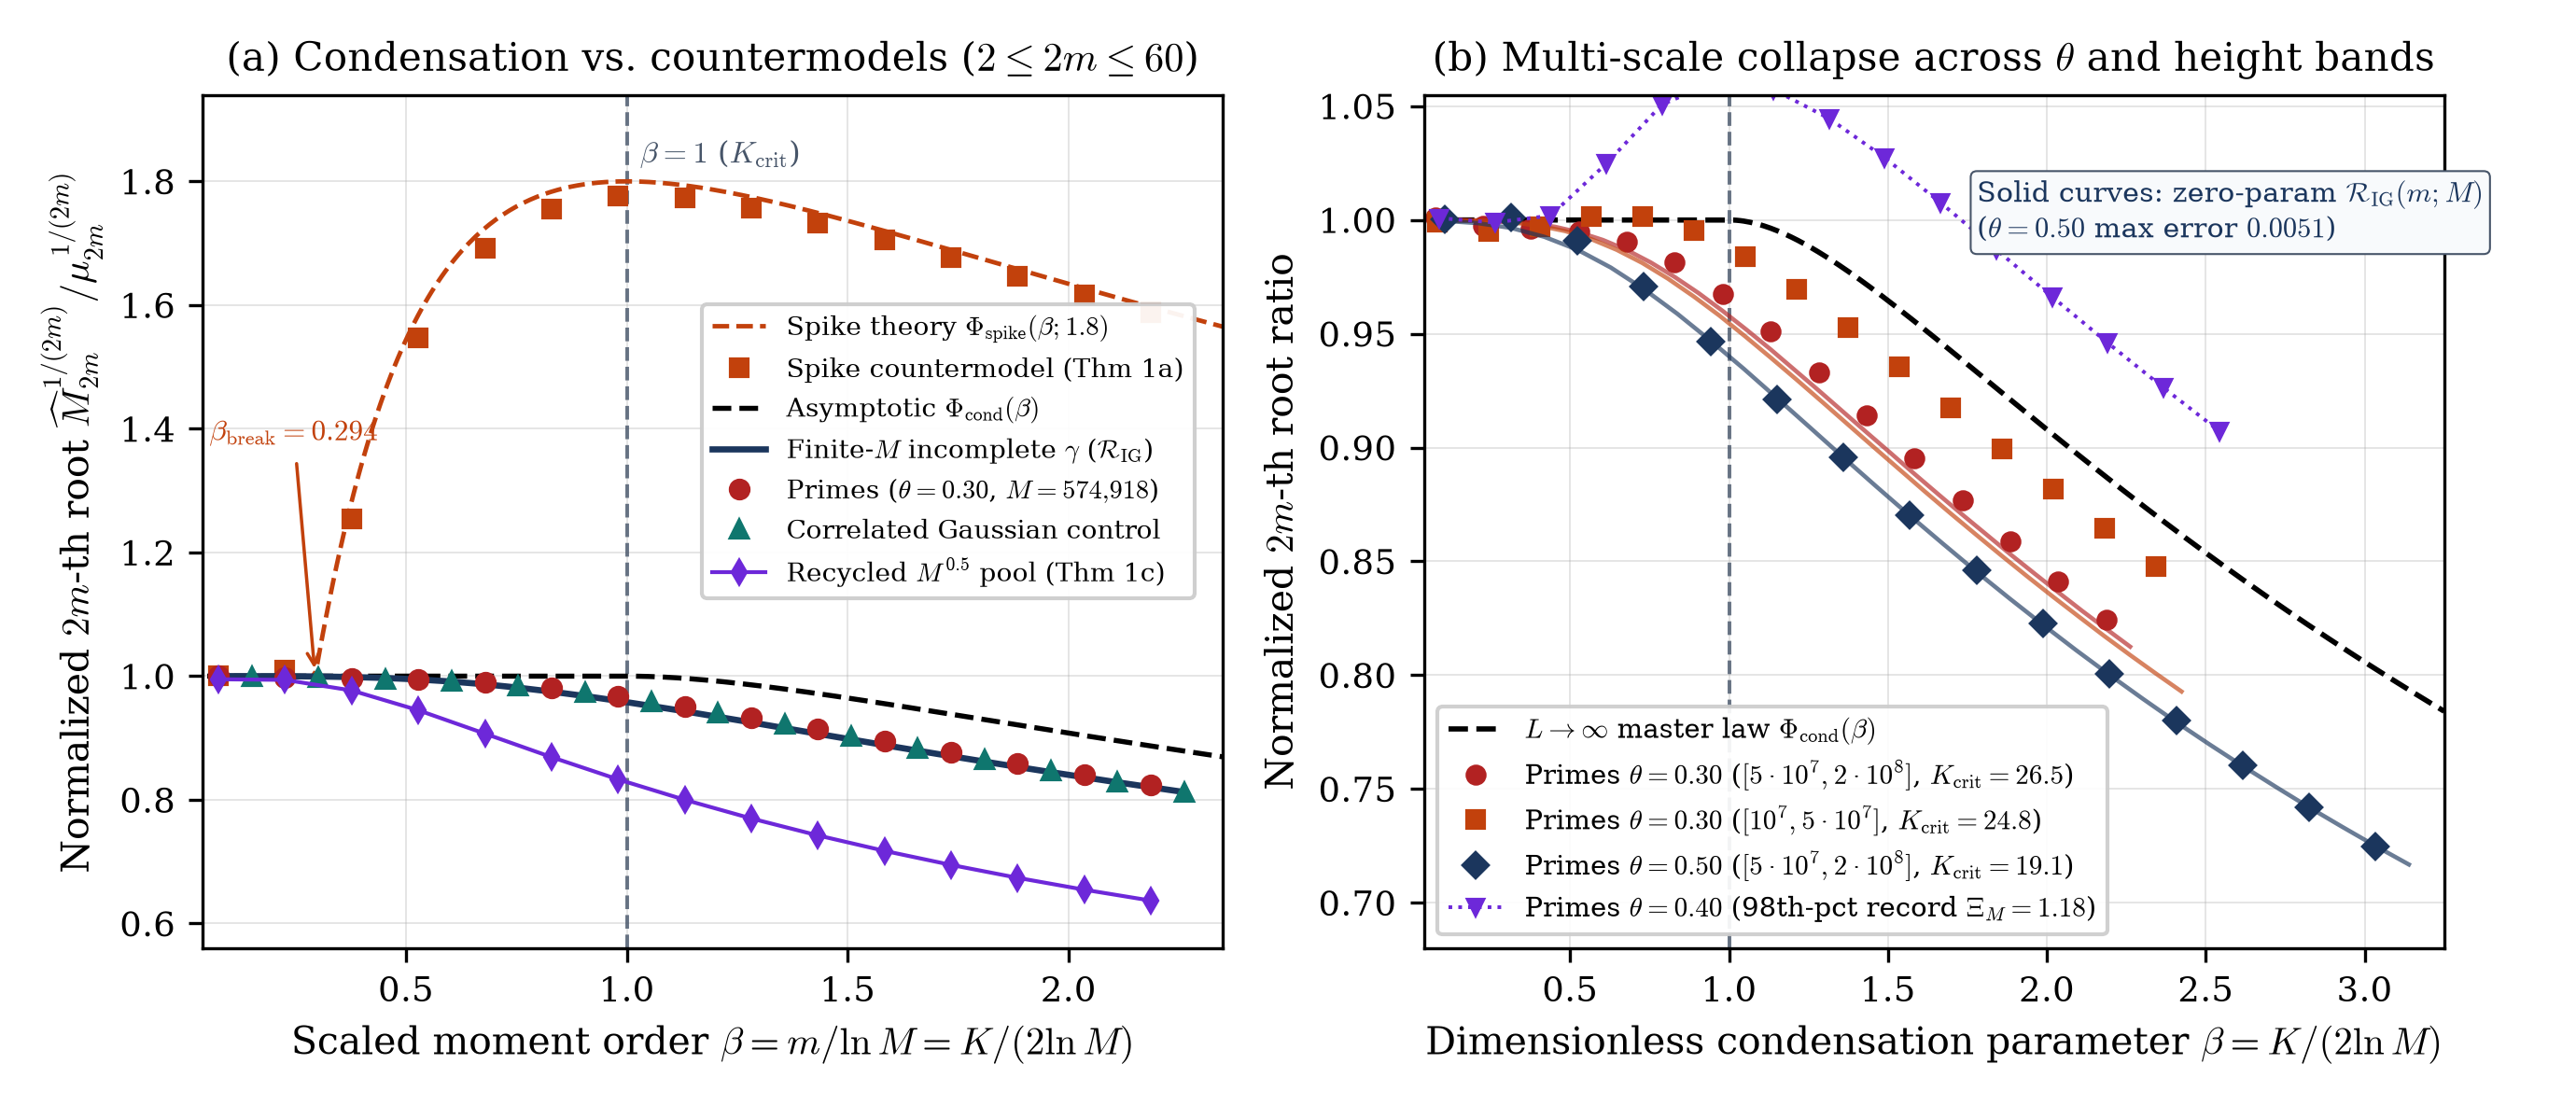 (a) Condensation vs. countermodels (2 ≤ 2m ≤ 60)
Normalized 2m-th root $\widehat{M}_{2m}^{1/(2m)}/\mu_{2m}^{1/(2m)}$
1.8
1.6
1.4
1.2
1.0
0.8
0.6
β = 1 (K_crit)
β_break = 0.294
Spike theory Φ_spike(β; 1.8)
Spike countermodel (Thm 1a)
Asymptotic Φ_cond(β)
Finite-M incomplete γ (ℛ_IG)
Primes (θ = 0.30, M = 574,918)
Correlated Gaussian control
Recycled M^0.5 pool (Thm 1c)
0.5 1.0 1.5 2.0
Scaled moment order β = m/ln M = K/(2 ln M)
(b) Multi-scale collapse across θ and height bands
Normalized 2m-th root ratio
1.05
1.00
0.95
0.90
0.85
0.80
0.75
0.70
Solid curves: zero-param ℛ_IG(m; M)
(θ = 0.50 max error 0.0051)
L → ∞ master law Φ_cond(β)
Primes θ = 0.30 ([5 · 10^7, 2 · 10^8], K_crit = 26.5)
Primes θ = 0.30 ([10^7, 5 · 10^7], K_crit = 24.8)
Primes θ = 0.50 ([5 · 10^7, 2 · 10^8], K_crit = 19.1)
Primes θ = 0.40 (98th-pct record Ξ_M = 1.18)
0.5 1.0 1.5 2.0 2.5 3.0
Dimensionless condensation parameter β = K/(2 ln M)